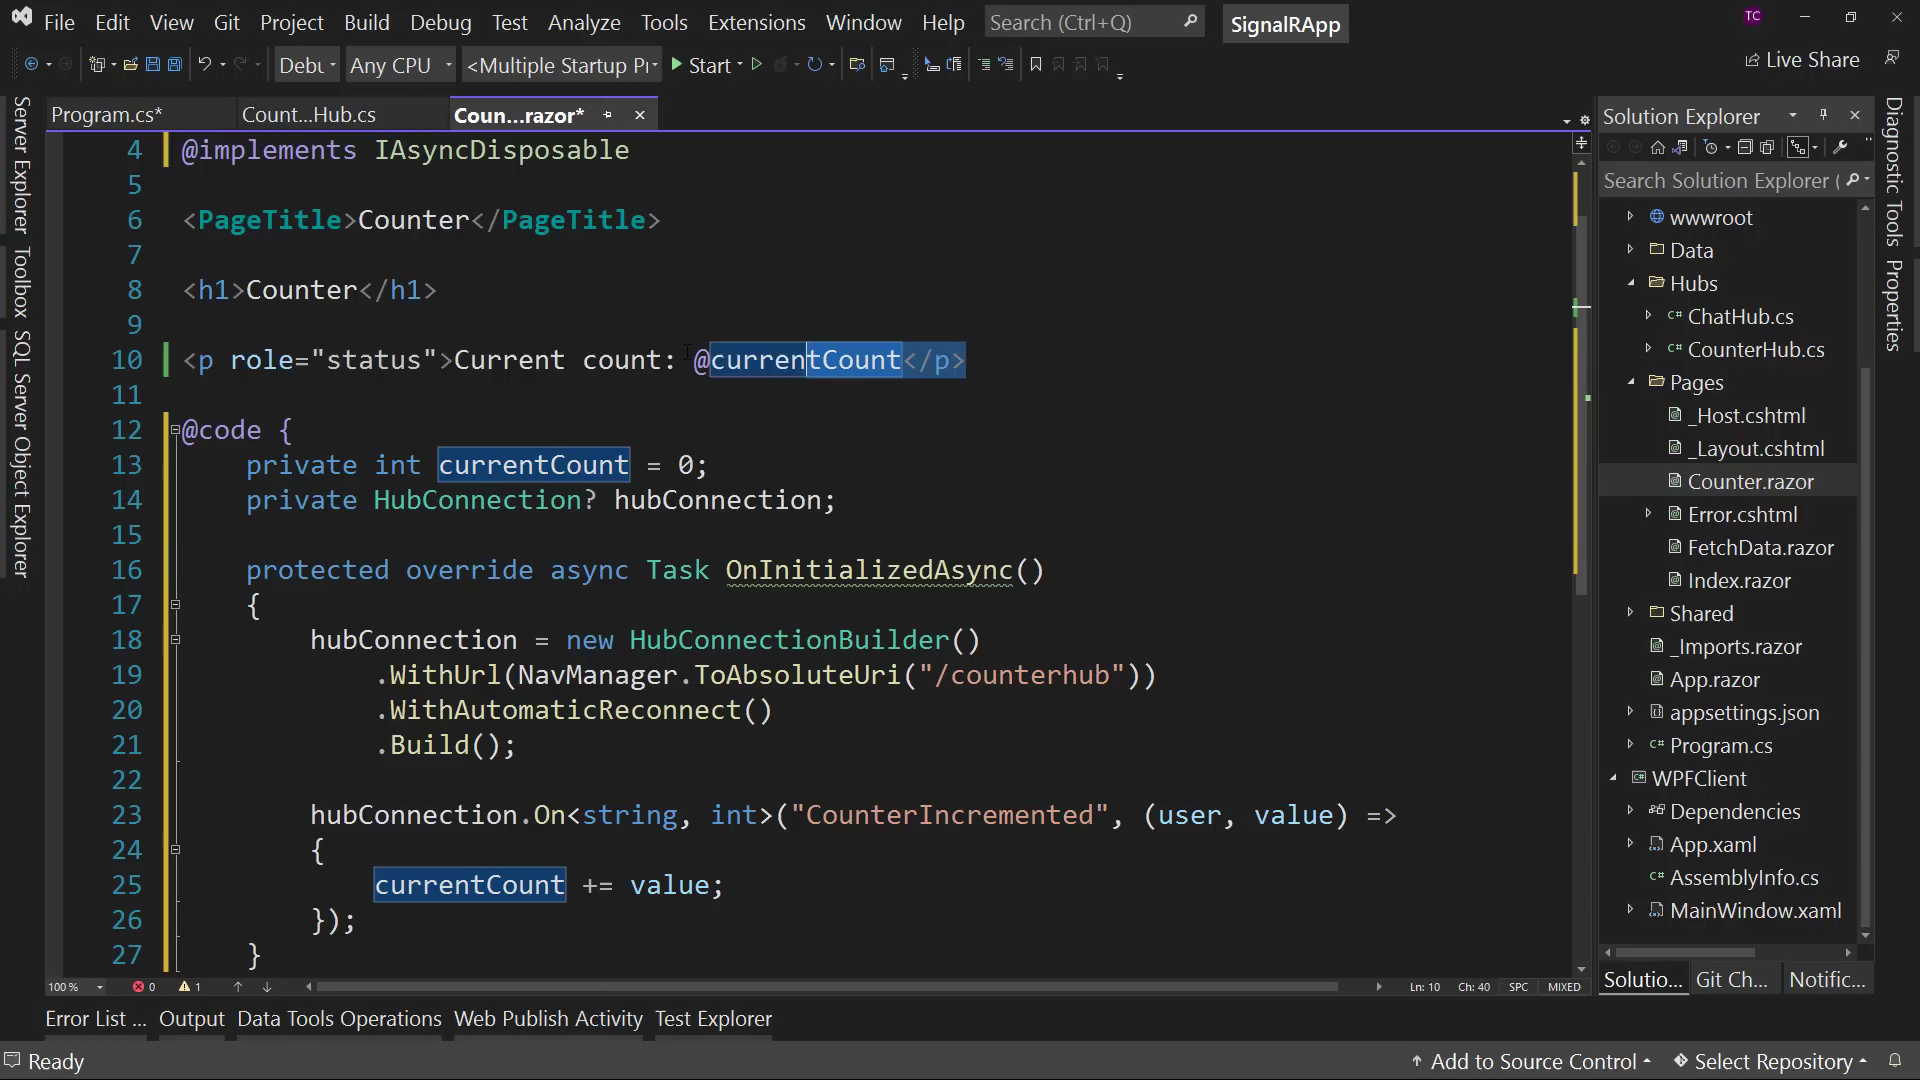 File Edit View Git Project Build Debug Test Analyze Tools Extensions Window Help Search (Ctrl+Q) SignalRApp TC
Debu Any CPU <Multiple Startup Pr Start Live Share
Program.cs* Count...Hub.cs Coun...razor*
4 @implements IAsyncDisposable
5
6 <PageTitle>Counter</PageTitle>
7
8 <h1>Counter</h1>
9
10 <p role="status">Current count: @currentCount</p>
11
12 @code {
13 private int currentCount = 0;
14 private HubConnection? hubConnection;
15
16 protected override async Task OnInitializedAsync()
17 {
18 hubConnection = new HubConnectionBuilder()
19 .WithUrl(NavManager.ToAbsoluteUri("/counterhub"))
20 .WithAutomaticReconnect()
21 .Build();
22
23 hubConnection.On<string, int>("CounterIncremented", (user, value) =>
24 {
25 currentCount += value;
26 });
27 }
100 % 0 1 Ln: 10 Ch: 40 SPC MIXED
Error List ... Output Data Tools Operations Web Publish Activity Test Explorer
Ready Add to Source Control Select Repository
Server Explorer
Toolbox
SQL Server Object Explorer
Solution Explorer
Search Solution Explorer (
wwwroot
Data
Hubs
C# ChatHub.cs
C# CounterHub.cs
Pages
_Host.cshtml
_Layout.cshtml
Counter.razor
Error.cshtml
FetchData.razor
Index.razor
Shared
_Imports.razor
App.razor
appsettings.json
C# Program.cs
WPFClient
Dependencies
App.xaml
C# AssemblyInfo.cs
MainWindow.xaml
Solutio... Git Ch... Notific...
Diagnostic Tools
Properties